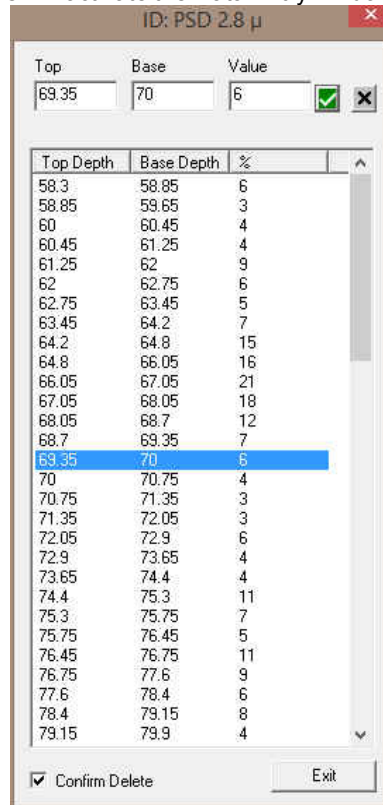 ID: PSD 2.8 µ
Top Base Value
69.35 70 6
Top Depth Base Depth %
58.3 58.85 6
58.85 59.65 3
60 60.45 4
60.45 61.25 4
61.25 62 9
62 62.75 6
62.75 63.45 5
63.45 64.2 7
64.2 64.8 15
64.8 66.05 16
66.05 67.05 21
67.05 68.05 18
68.05 68.7 12
68.7 69.35 7
69.35 70 6
70 70.75 4
70.75 71.35 3
71.35 72.05 3
72.05 72.9 6
72.9 73.65 4
73.65 74.4 4
74.4 75.3 11
75.3 75.75 7
75.75 76.45 5
76.45 76.75 11
76.75 77.6 9
77.6 78.4 6
78.4 79.15 8
79.15 79.9 4
Confirm Delete Exit